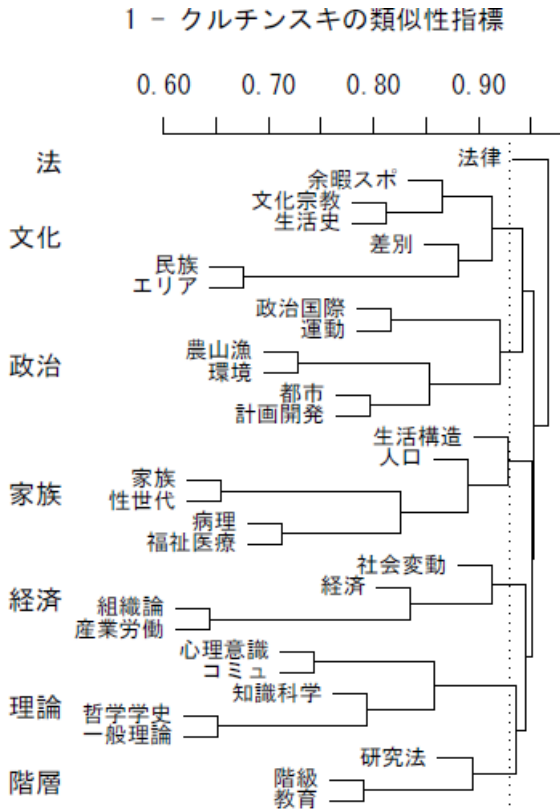 1 － クルチンスキの類似性指標
0.60 0.70 0.80 0.90
法
法律
余暇スポ
文化宗教
生活史
文化
差別
民族
エリア
政治国際
運動
農山漁
環境
政治
都市
計画開発
生活構造
人口
家族
家族
性世代
病理
福祉医療
社会変動
経済
経済
組織論
産業労働
心理意識
コミュ
知識科学
理論
哲学学史
一般理論
研究法
階層
階級
教育